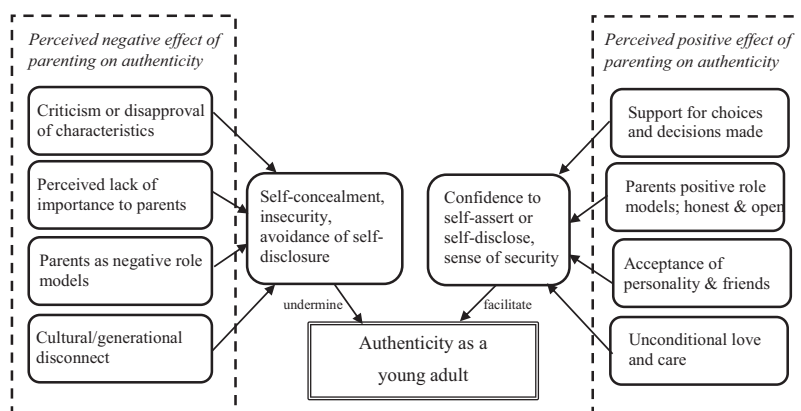 Perceived negative effect of
parenting on authenticity
Criticism or disapproval
of characteristics
Perceived lack of
importance to parents
Parents as negative role
models
Cultural/generational
disconnect
Self-concealment,
insecurity,
avoidance of self-
disclosure
undermine
Confidence to
self-assert or
self-disclose,
sense of security
facilitate
Authenticity as a
young adult
Perceived positive effect of
parenting on authenticity
Support for choices
and decisions made
Parents positive role
models; honest & open
Acceptance of
personality & friends
Unconditional love
and care